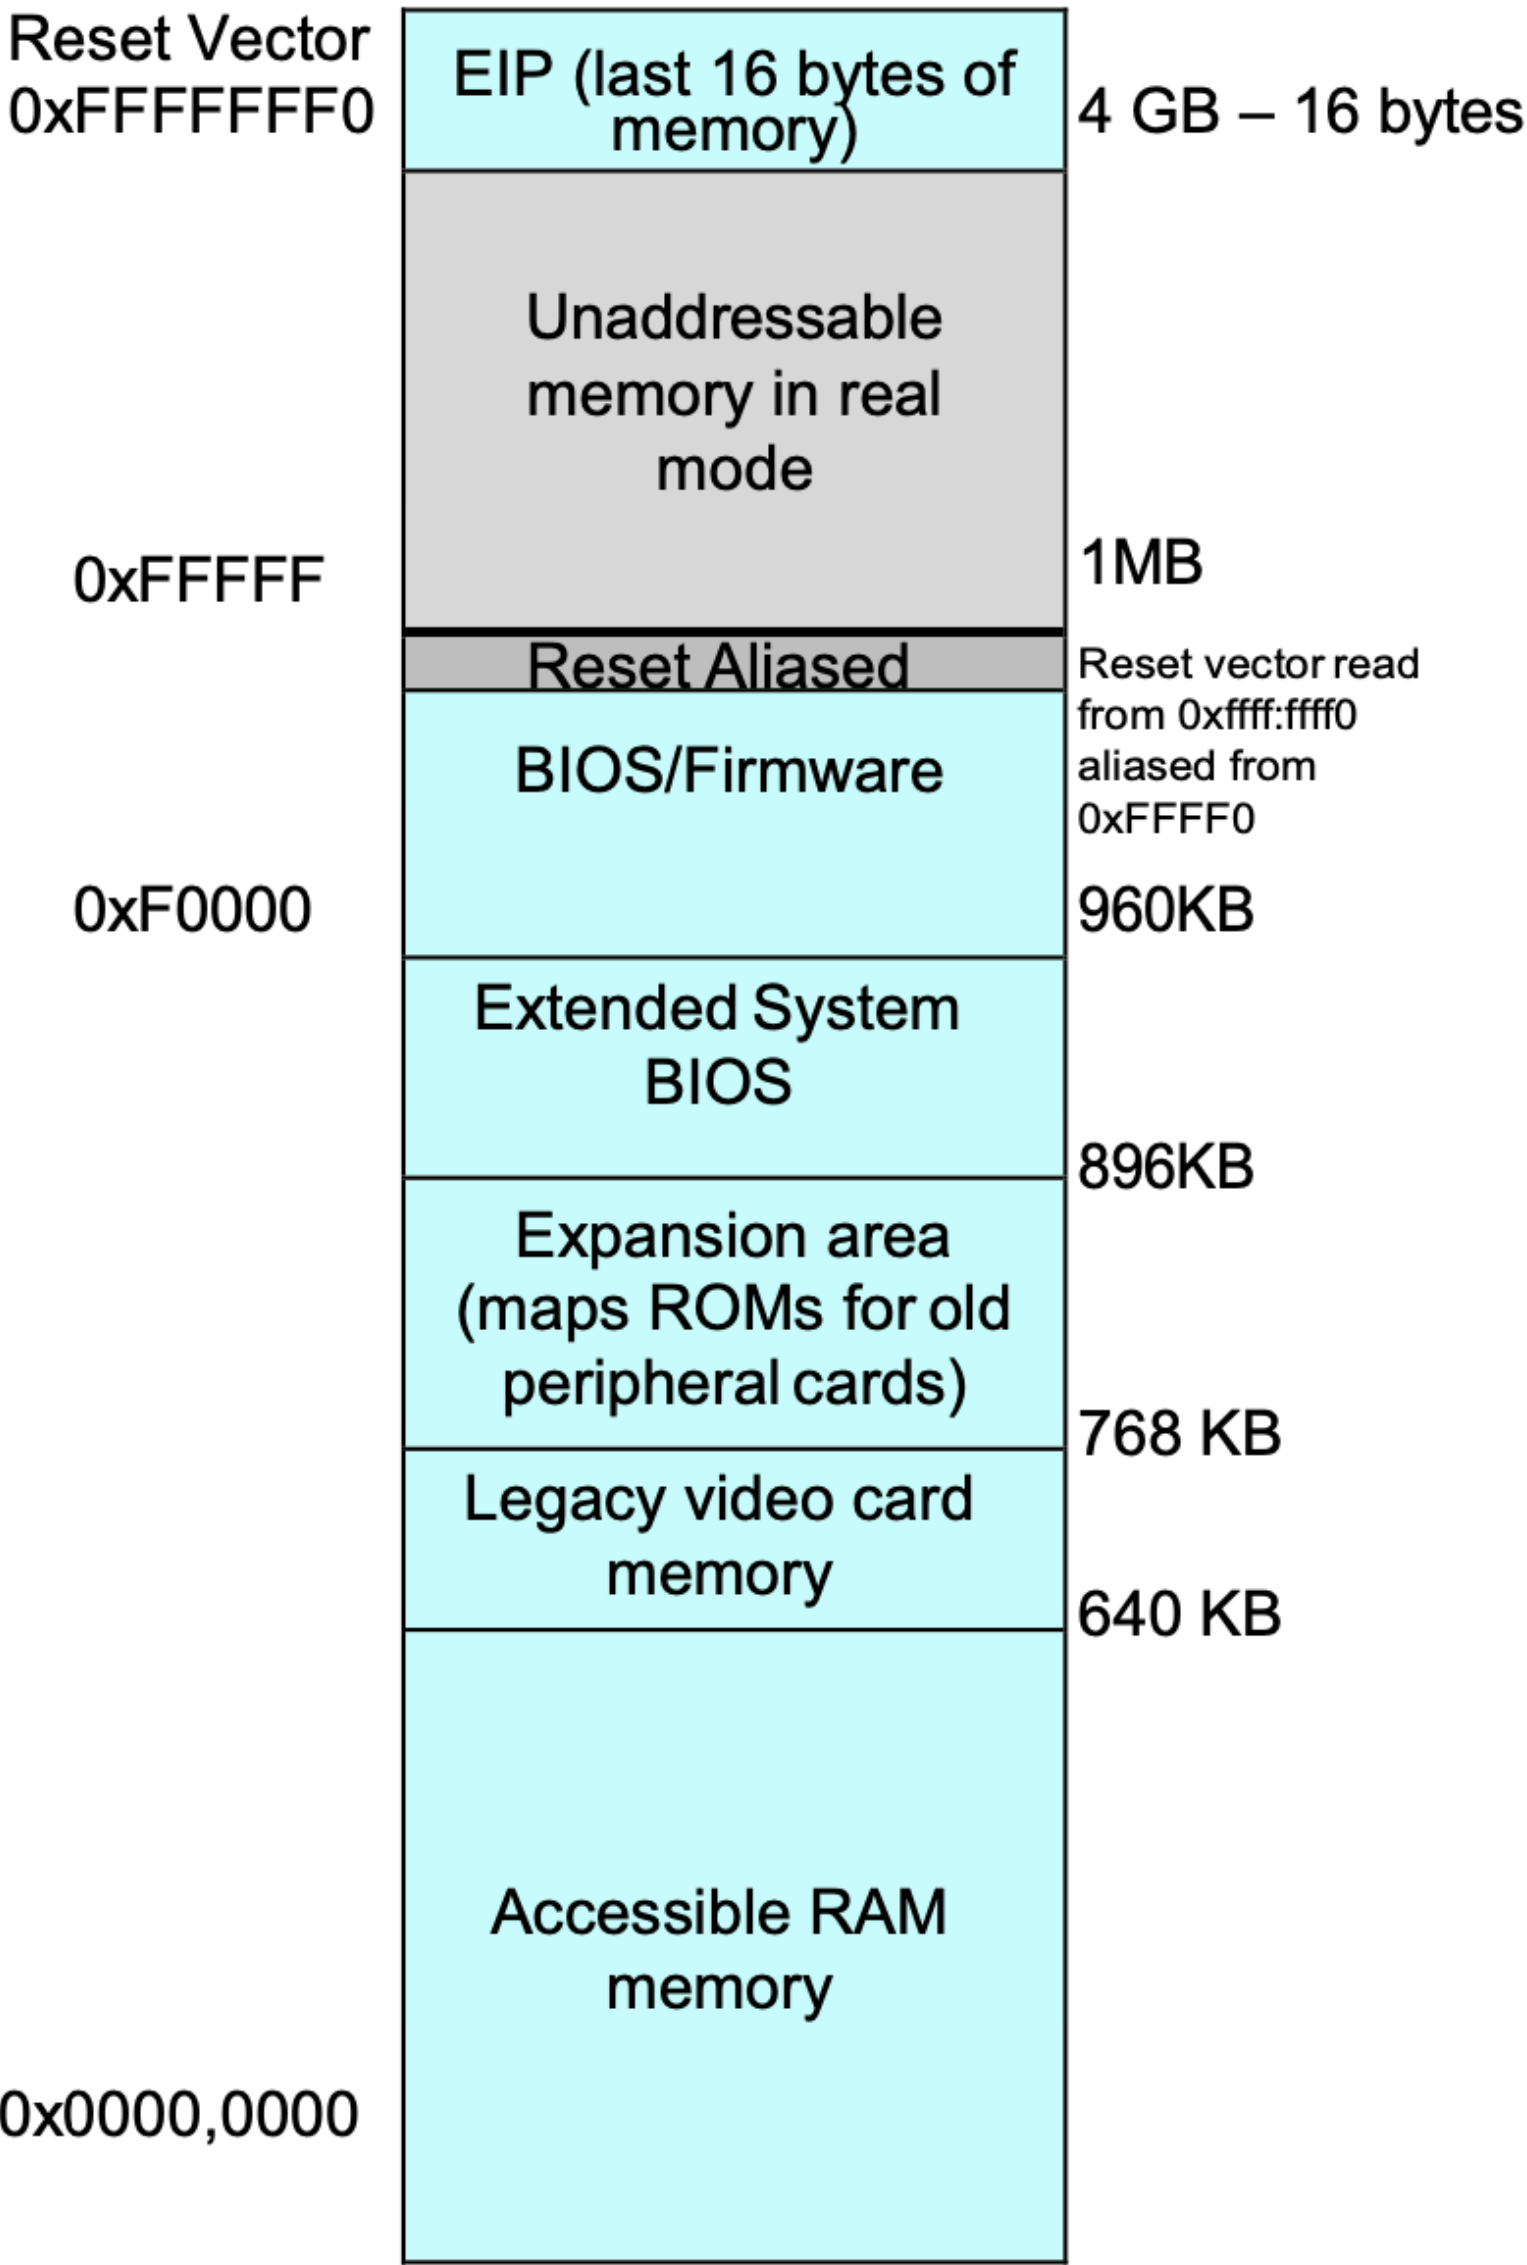 Reset Vector
0xFFFFFFF0
EIP (last 16 bytes of
memory)
4 GB – 16 bytes
Unaddressable
memory in real
mode
0xFFFFF
1MB
Reset Aliased
Reset vector read
from 0xffff:ffff0
aliased from
0xFFFF0
BIOS/Firmware
0xF0000
960KB
Extended System
BIOS
896KB
Expansion area
(maps ROMs for old
peripheral cards)
768 KB
Legacy video card
memory
640 KB
Accessible RAM
memory
0x0000,0000